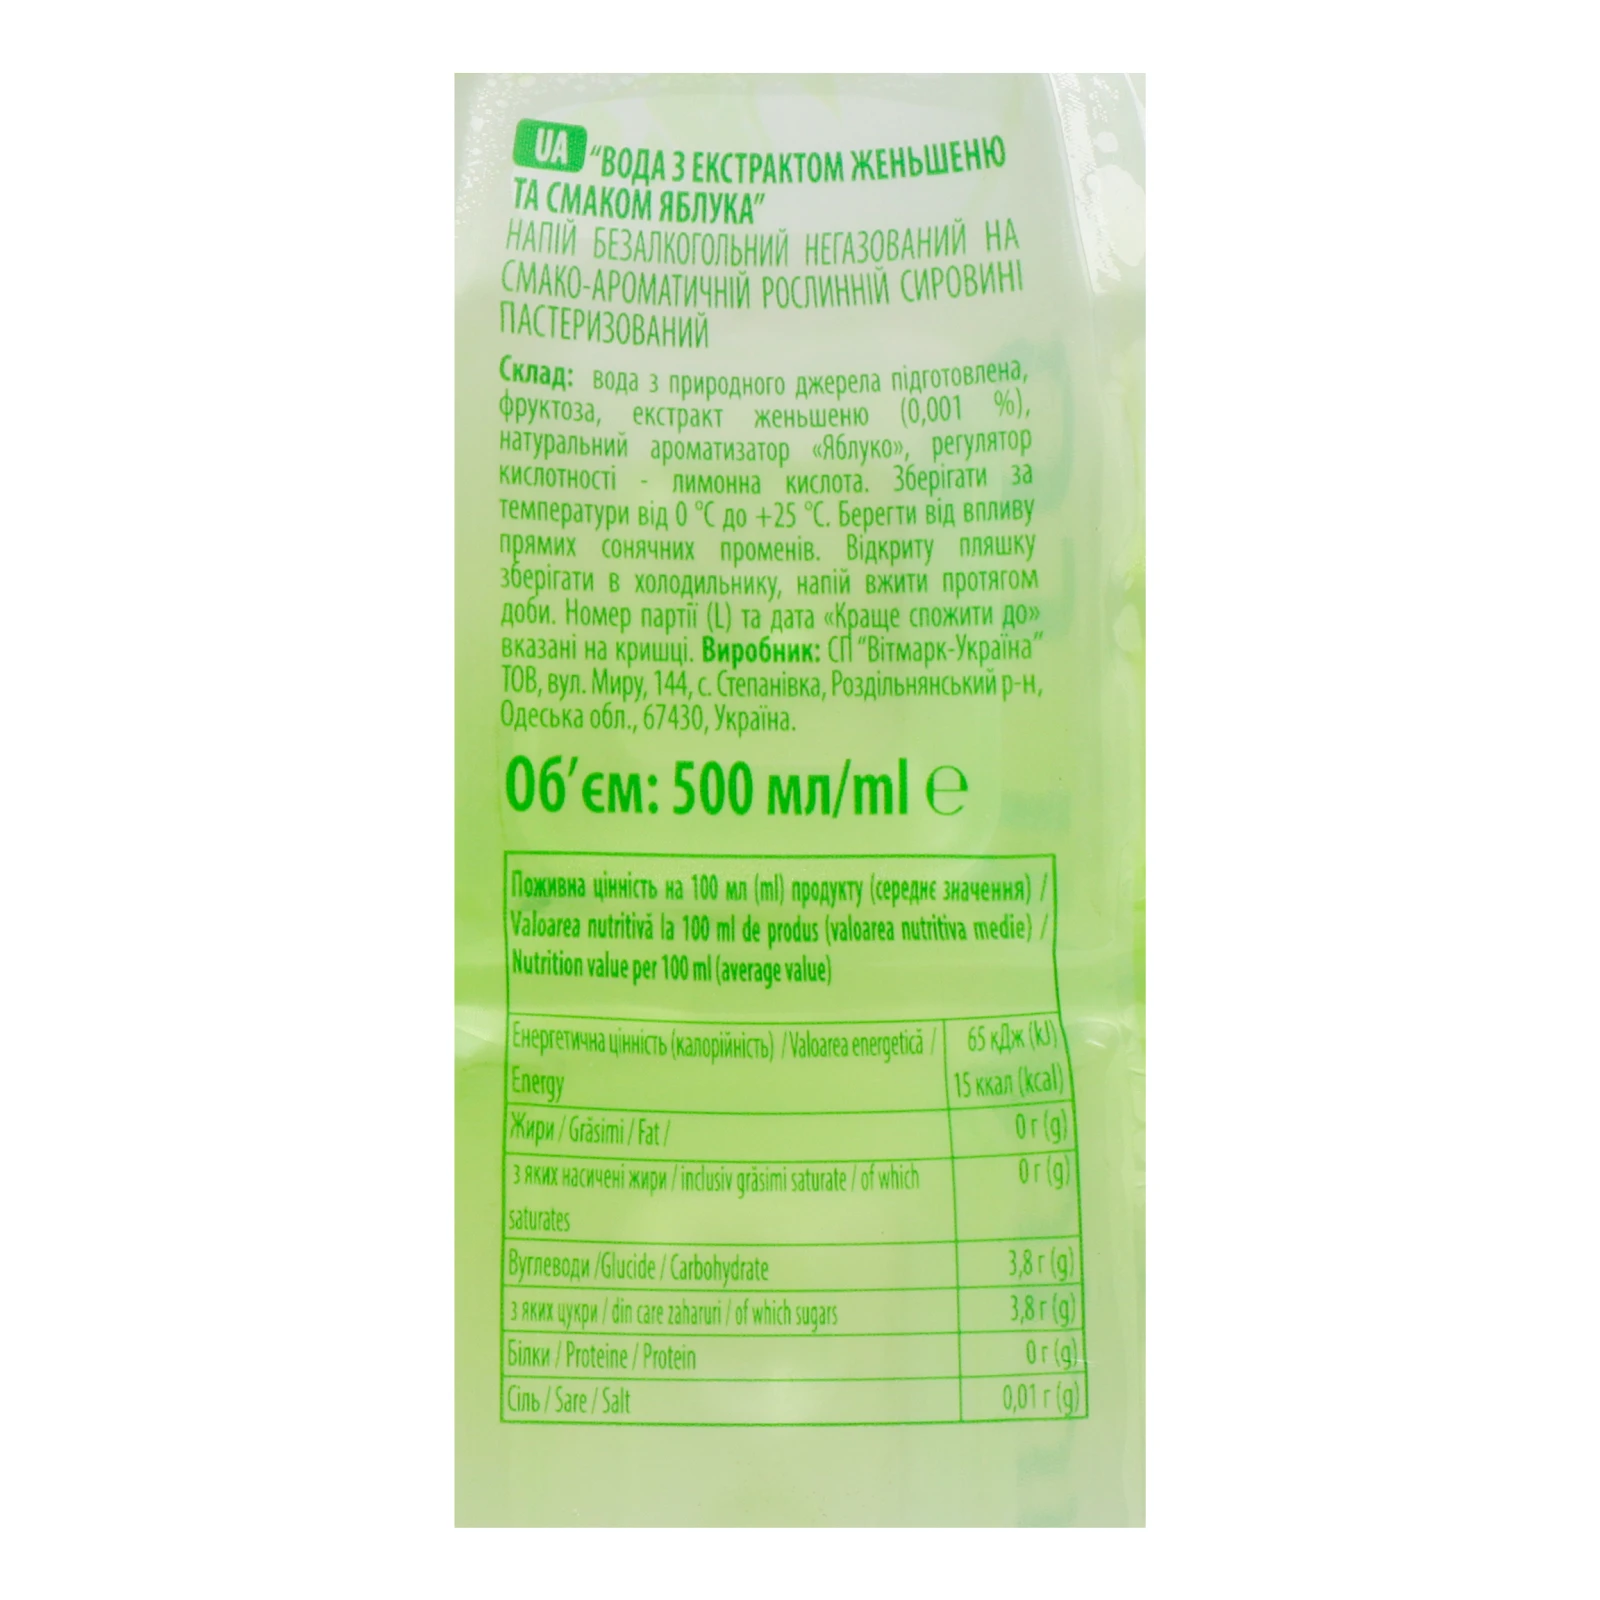 UA "ВОДА З ЕКСТРАКТОМ ЖЕНЬШЕНЮ
ТА СМАКОМ ЯБЛУКА"
НАПІЙ БЕЗАЛКОГОЛЬНИЙ НЕГАЗОВАНИЙ НА
СМАКО-АРОМАТИЧНІЙ РОСЛИННІЙ СИРОВИНІ
ПАСТЕРИЗОВАНИЙ
Склад: вода з природного джерела підготовлена,
фруктоза, екстракт женьшеню (0,001 %),
натуральний ароматизатор «Яблуко», регулятор
кислотності - лимонна кислота. Зберігати за
температури від 0 °С до +25 °С. Берегти від впливу
прямих сонячних променів. Відкриту пляшку
зберігати в холодильнику, напій вжити протягом
доби. Номер партії (L) та дата «Краще спожити до»
вказані на кришці. Виробник: СП "Вітмарк-Україна"
ТОВ, вул. Миру, 144, с. Степанівка, Роздільнянський р-н,
Одеська обл., 67430, Україна.
Об'єм: 500 мл/ml ℮
Поживна цінність на 100 мл (ml) продукту (середнє значення) /
Valoarea nutritivă la 100 ml de produs (valoarea nutritiva medie) /
Nutrition value per 100 ml (average value)
Енергетична цінність (калорійність) / Valoarea energetică / 65 кДж (kJ)
Energy 15 ккал (kcal)
Жири / Grăsimi / Fat / 0 г (g)
з яких насичені жири / inclusiv grăsimi saturate / of which 0 г (g)
saturates
Вуглеводи /Glucide / Carbohydrate 3,8 г (g)
з яких цукри / din care zaharuri / of which sugars 3,8 г (g)
Білки / Proteine / Protein 0 г (g)
Сіль / Sare / Salt 0,01 г (g)